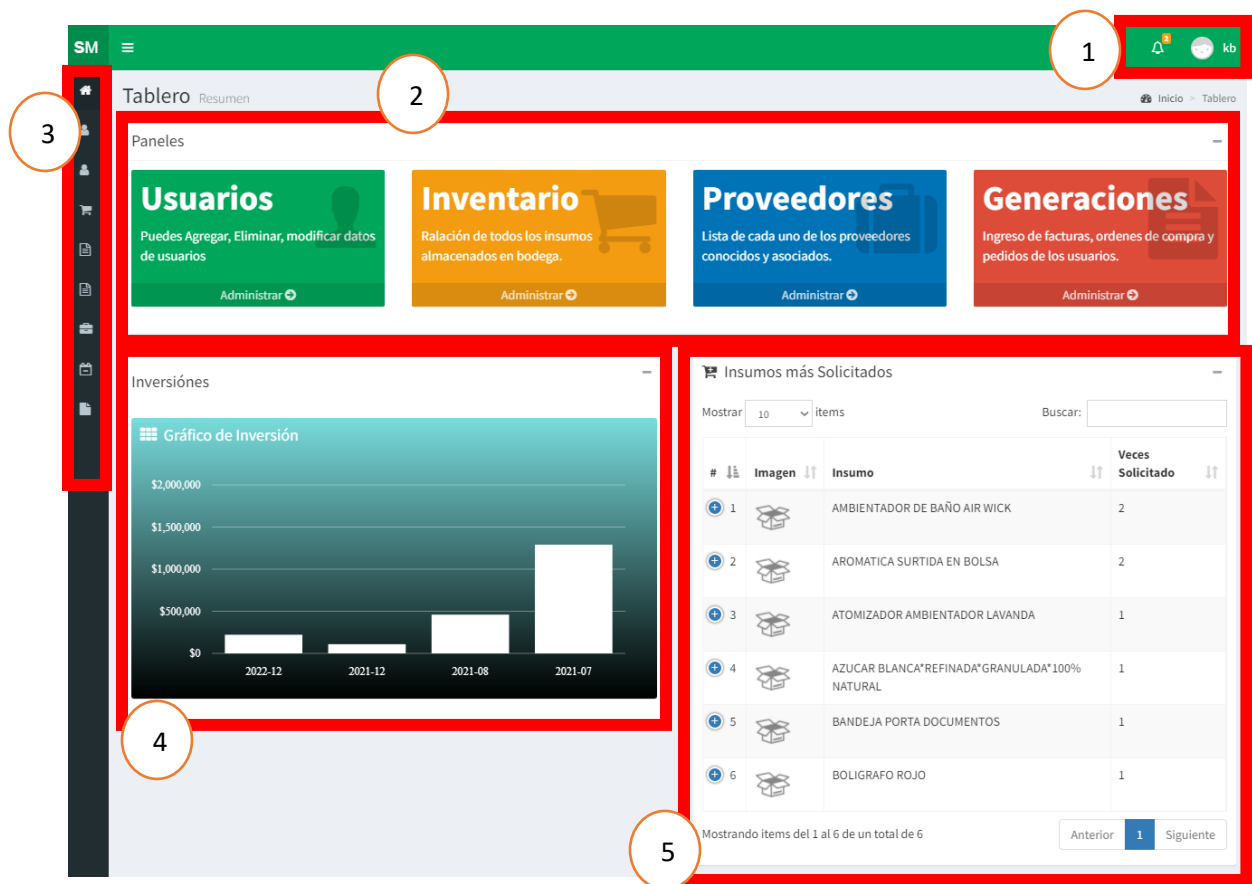 SM
1
2
kb
3
Tablero Resumen
2
Inicio > Tablero
Paneles
Usuarios
Puedes Agregar, Eliminar, modificar datos
de usuarios
Administrar
Inventario
Ralación de todos los insumos
almacenados en bodega.
Administrar
Proveedores
Lista de cada uno de los proveedores
conocidos y asociados.
Administrar
Generaciones
Ingreso de facturas, ordenes de compra y
pedidos de los usuarios.
Administrar
Inversiónes
Gráfico de Inversión
$2,000,000
$1,500,000
$1,000,000
$500,000
$0
2022-12 2021-12 2021-08 2021-07
4
Insumos más Solicitados
Mostrar 10 items Buscar:
# Imagen Insumo Veces
Solicitado
1 AMBIENTADOR DE BAÑO AIR WICK 2
2 AROMATICA SURTIDA EN BOLSA 2
3 ATOMIZADOR AMBIENTADOR LAVANDA 1
4 AZUCAR BLANCA*REFINADA*GRANULADA*100% 1
NATURAL
5 BANDEJA PORTA DOCUMENTOS 1
6 BOLIGRAFO ROJO 1
Mostrando items del 1 al 6 de un total de 6 Anterior 1 Siguiente
5